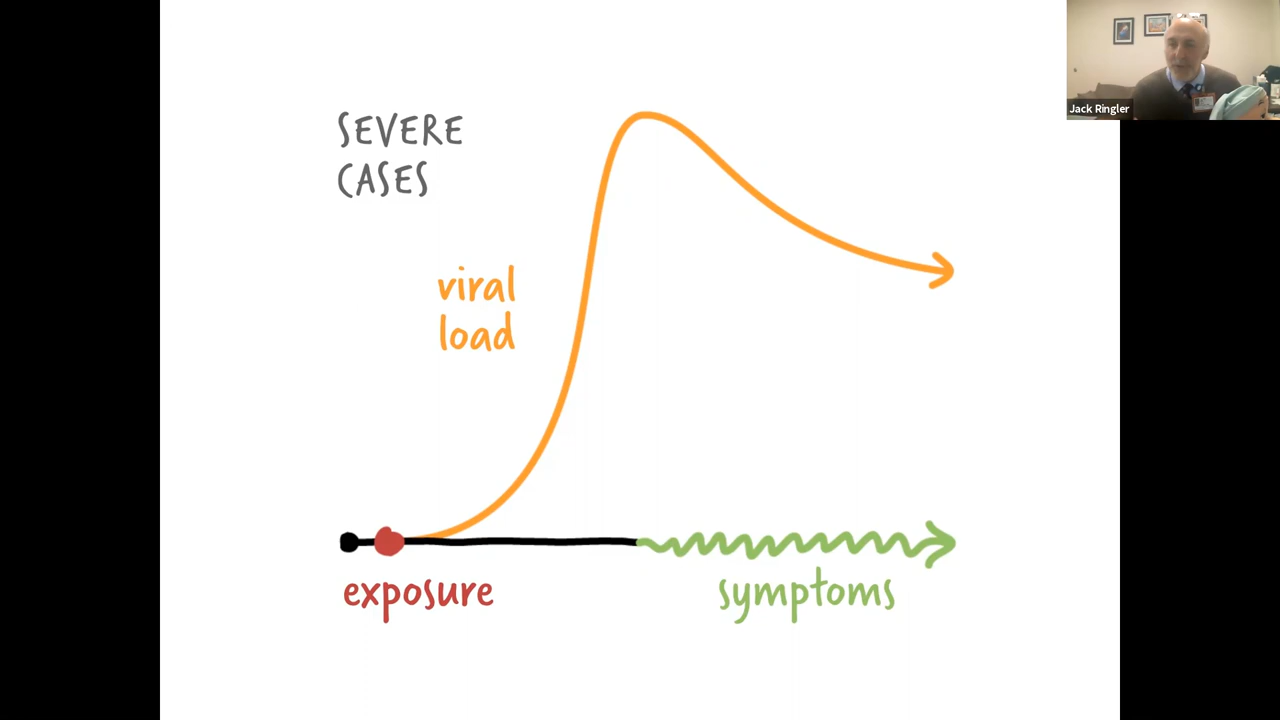 Jack Ringler
SEVERE
CASES
viral
load
exposure
symptoms